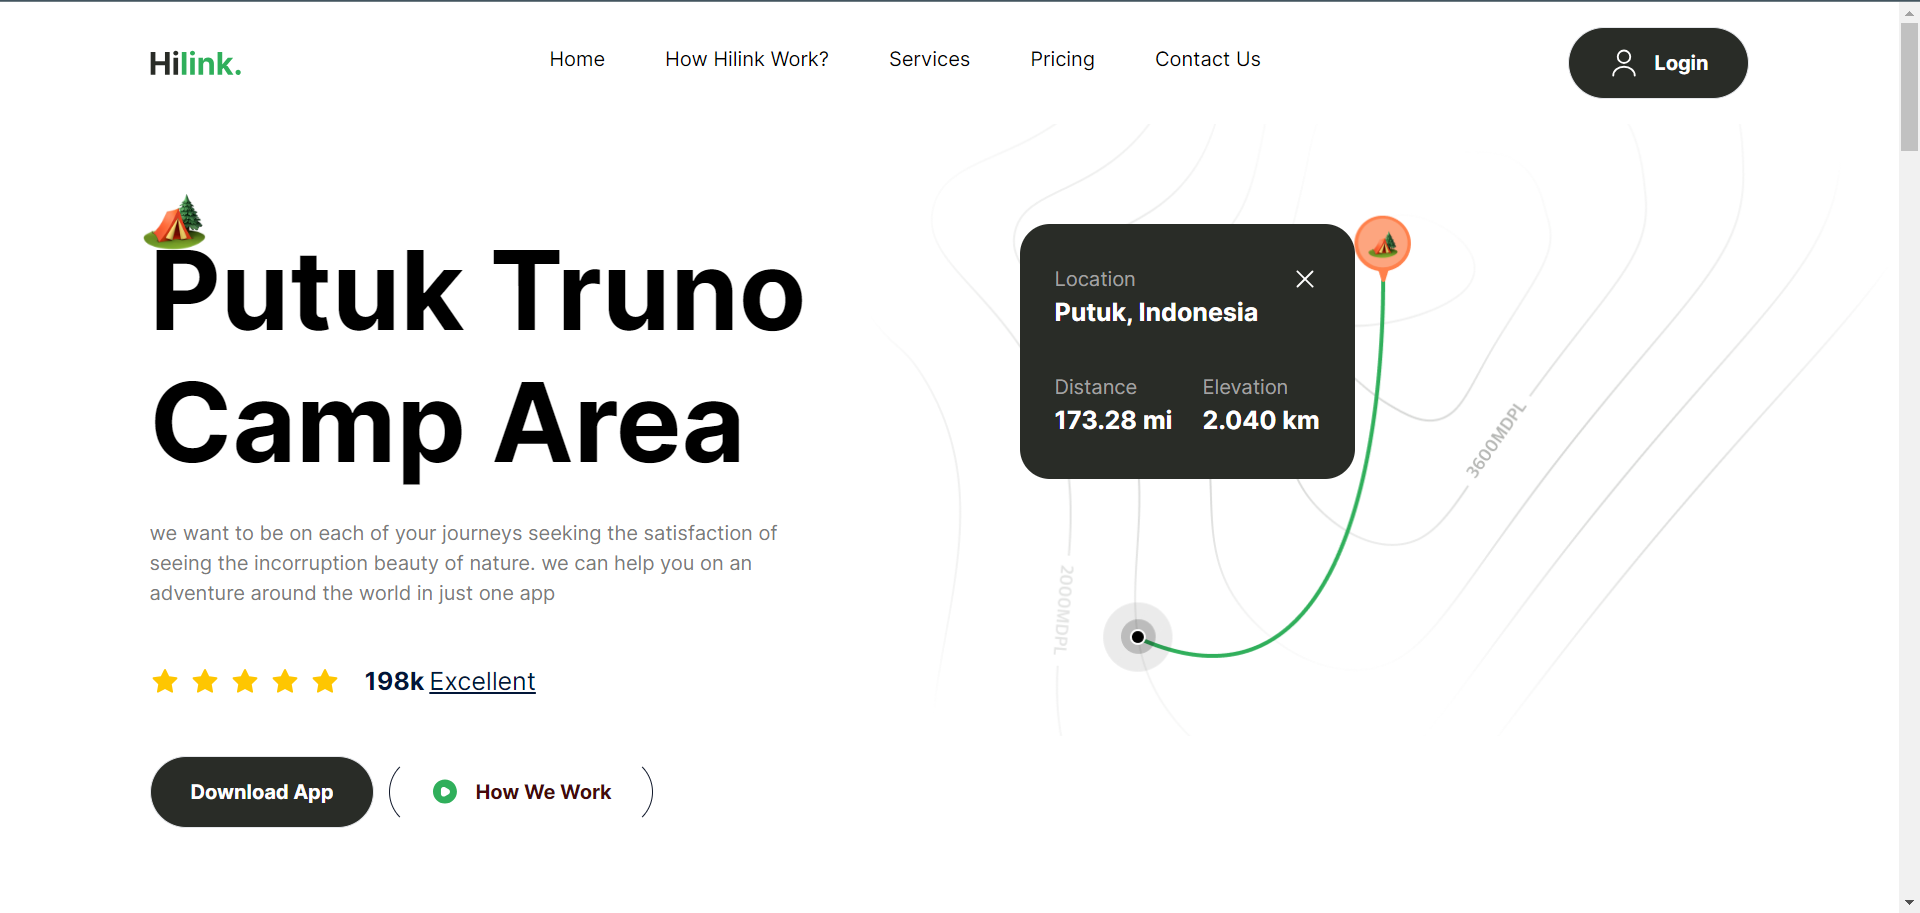 Hilink.
Home
How Hilink Work?
Services
Pricing
Contact Us
Login
Putuk Truno
Camp Area
we want to be on each of your journeys seeking the satisfaction of
seeing the incorruption beauty of nature. we can help you on an
adventure around the world in just one app
198k Excellent
Download App
How We Work
Location
Putuk, Indonesia
Distance
Elevation
173.28 mi
2.040 km
3600MDPL
2000MDPL